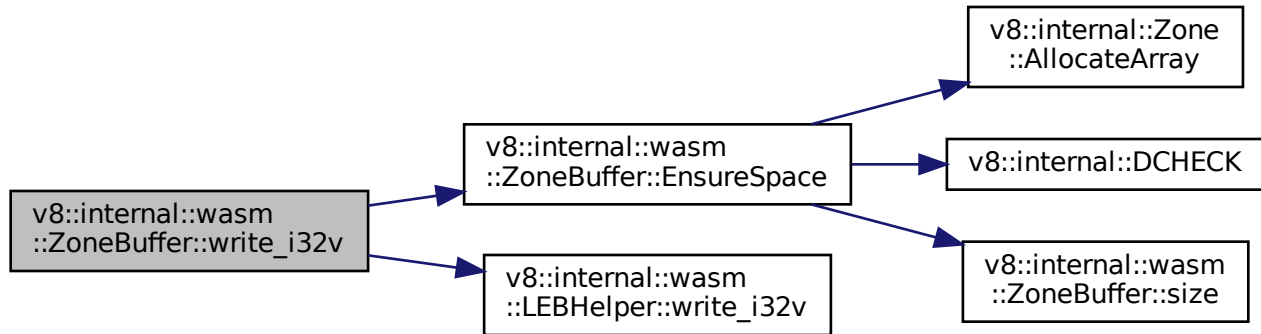 v8::internal::wasm
::ZoneBuffer::write_i32v
v8::internal::wasm
::ZoneBuffer::EnsureSpace
v8::internal::wasm
::LEBHelper::write_i32v
v8::internal::Zone
::AllocateArray
v8::internal::DCHECK
v8::internal::wasm
::ZoneBuffer::size